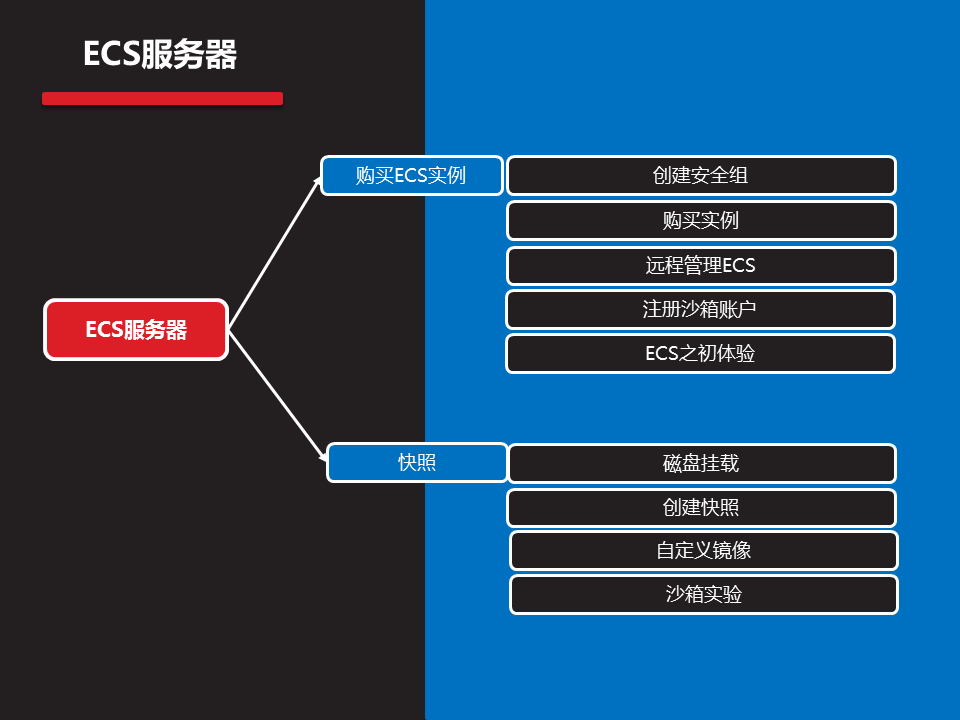 ECS服务器
购买ECS实例
创建安全组
购买实例
远程管理ECS
注册沙箱账户
ECS之初体验
ECS服务器
快照
磁盘挂载
创建快照
自定义镜像
沙箱实验